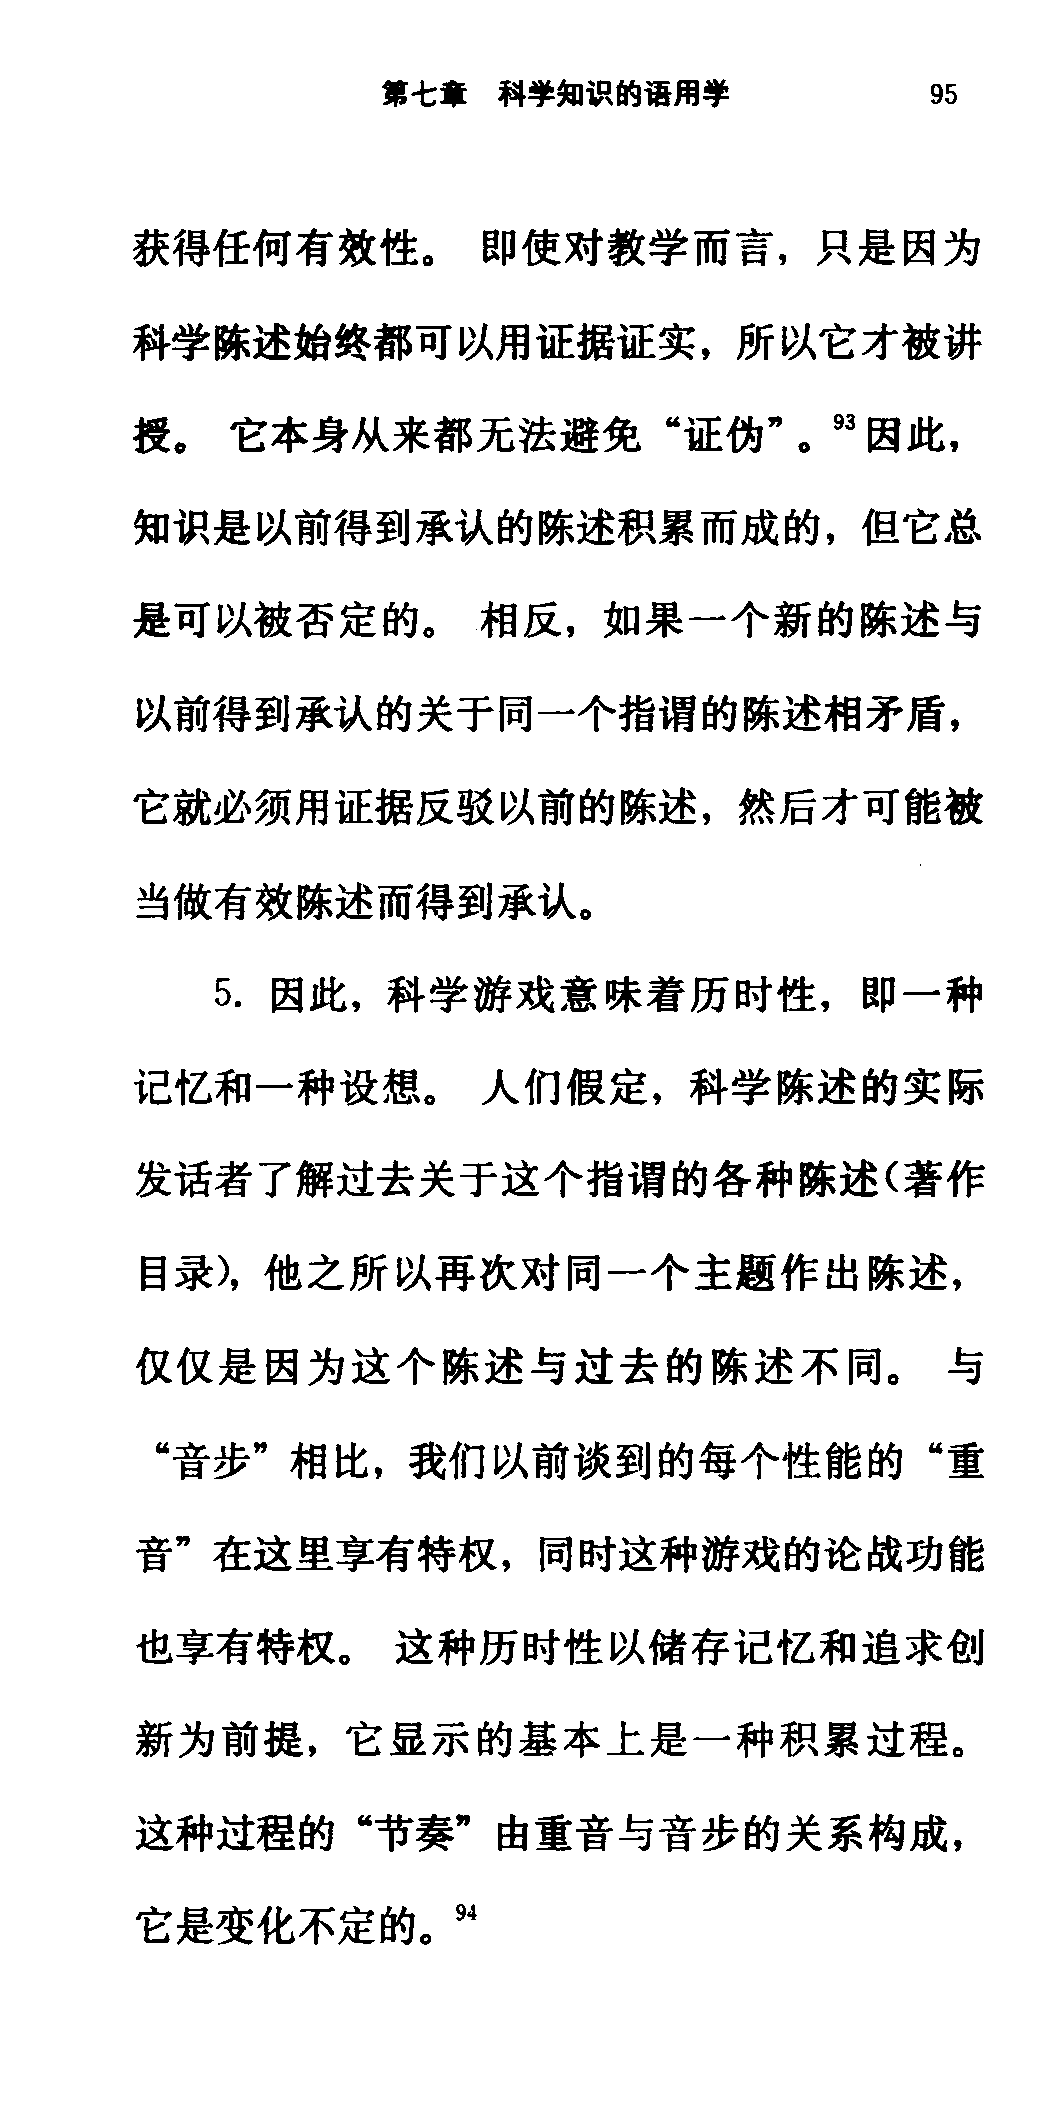 第七章 科学知识的语用学 95
获得任何有效性。 即使对教学而言，只是因为
科学陈述始终都可以用证据证实，所以它才被讲
授。 它本身从来都无法避免“证伪”。93因此，
知识是以前得到承认的陈述积累而成的，但它总
是可以被否定的。 相反，如果一个新的陈述与
以前得到承认的关于同一个指谓的陈述相矛盾，
它就必须用证据反驳以前的陈述，然后才可能被
当做有效陈述而得到承认。
5. 因此，科学游戏意味着历时性，即一种
记忆和一种设想。 人们假定，科学陈述的实际
发话者了解过去关于这个指谓的各种陈述（著作
目录），他之所以再次对同一个主题作出陈述，
仅仅是因为这个陈述与过去的陈述不同。 与
“音步”相比，我们以前谈到的每个性能的“重
音”在这里享有特权，同时这种游戏的论战功能
也享有特权。 这种历时性以储存记忆和追求创
新为前提，它显示的基本上是一种积累过程。
这种过程的“节奏”由重音与音步的关系构成，
它是变化不定的。94